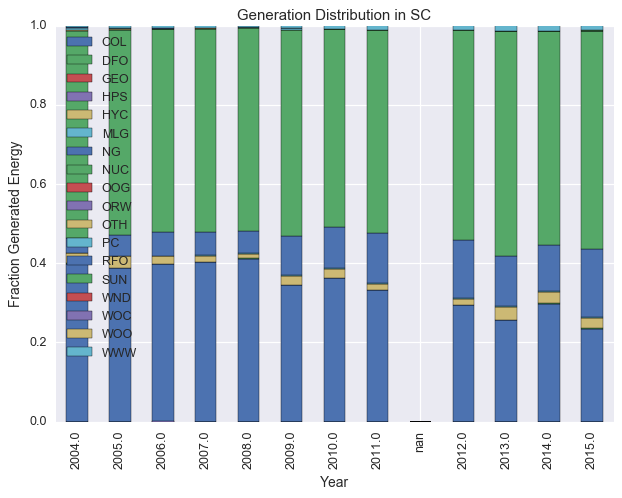 Generation Distribution in SC
1.0
0.8
0.6
0.4
0.2
0.0
Fraction Generated Energy
COL
DFO
GEO
HPS
HYC
MLG
NG
NUC
OOG
ORW
OTH
PC
RFO
SUN
WND
WOC
WOO
WWW
2004.0
2005.0
2006.0
2007.0
2008.0
2009.0
2010.0
2011.0
nan
2012.0
2013.0
2014.0
2015.0
Year